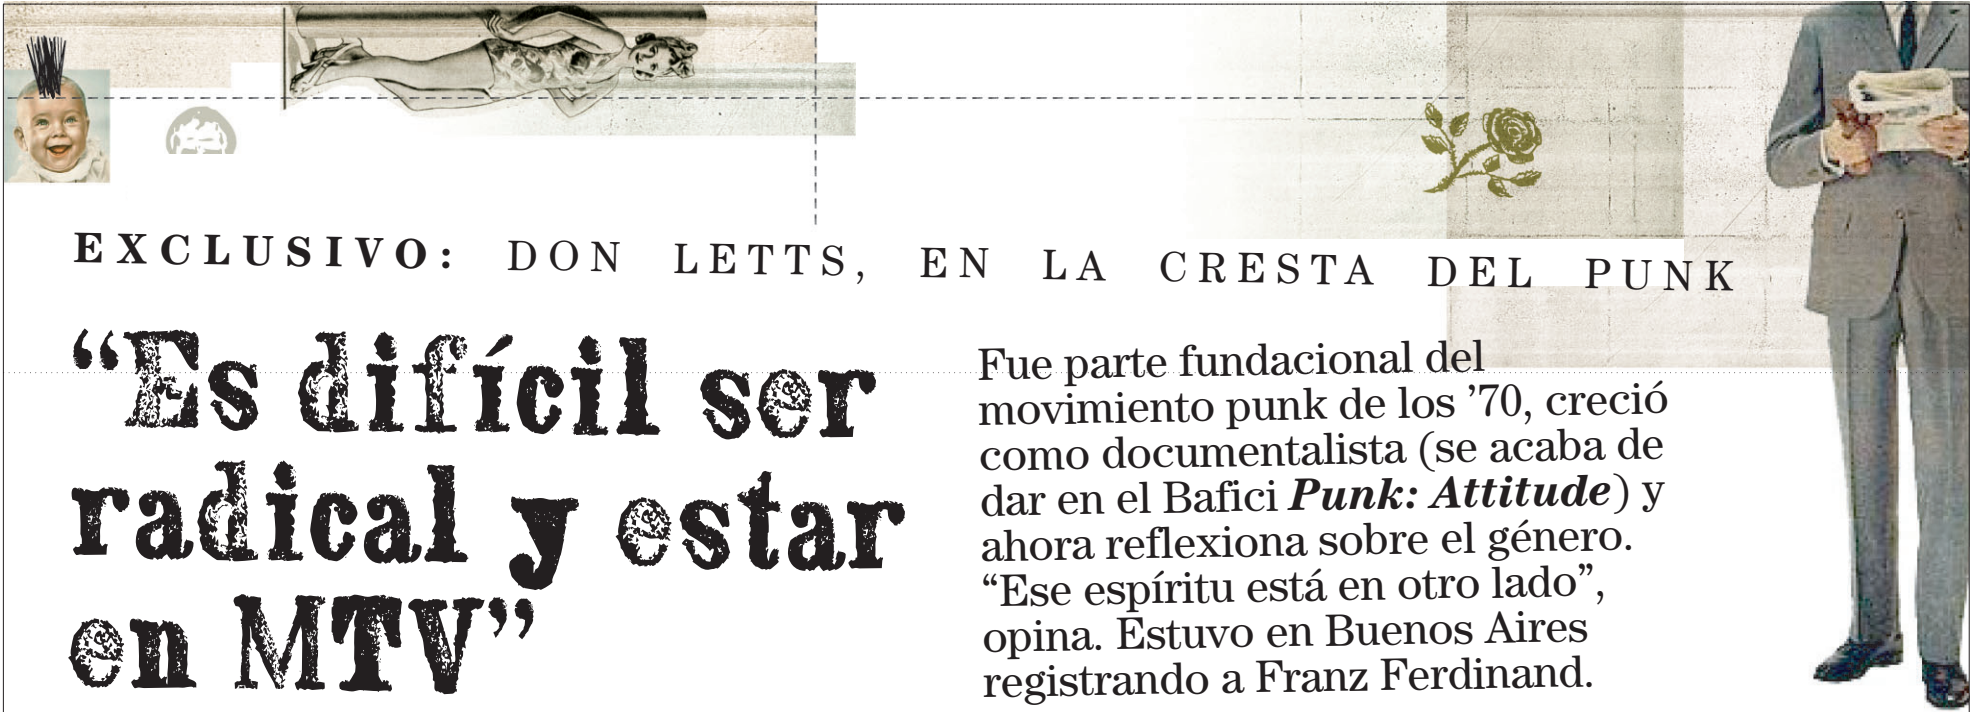 EXCLUSIVO: DON LETTS, EN LA CRESTA DEL PUNK
“Es difícil ser
radical y estar
en MTV”
Fue parte fundacional del
movimiento punk de los ’70, creció
como documentalista (se acaba de
dar en el Bafici Punk: Attitude) y
ahora reflexiona sobre el género.
“Ese espíritu está en otro lado”,
opina. Estuvo en Buenos Aires
registrando a Franz Ferdinand.